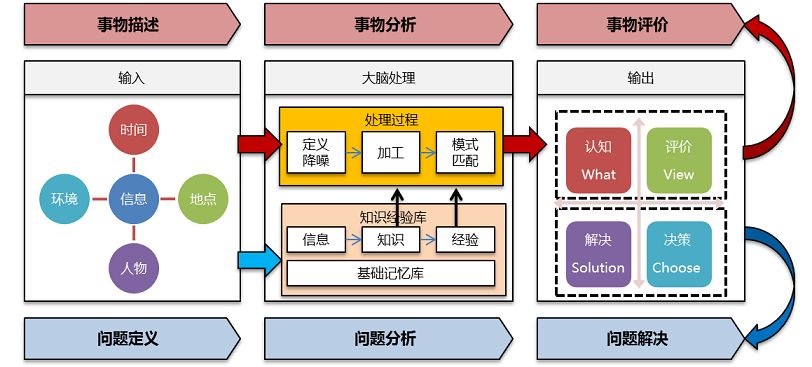 事物描述
事物分析
事物评价
输入
大脑处理
输出
时间
环境
信息
地点
人物
处理过程
定义
降噪
加工
模式
匹配
知识经验库
信息
知识
经验
基础记忆库
认知
What
评价
View
解决
Solution
决策
Choose
问题定义
问题分析
问题解决